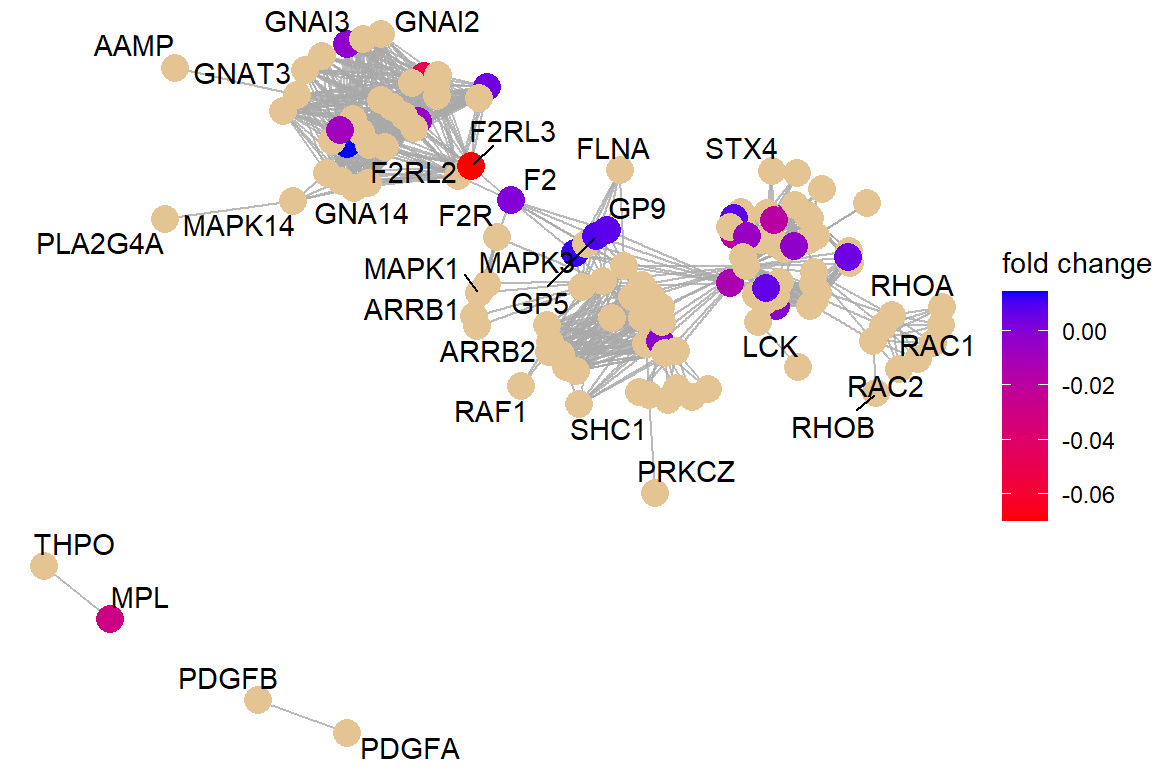 GNAI3
GNAI2
AAMP
GNAT3
F2RL3
F2RL2
FLNA
STX4
F2
GNA14
F2R
GP9
MAPK14
PLA2G4A
MAPK3
MAPK1
fold change
RHOA
GP5
ARRB1
0.00
RAC1
LCK
ARRB2
-0.02
RAC2
RAF1
SHC1
RHOB
-0.04
PRKCZ
-0.06
THPO
MPL
PDGFB
PDGFA